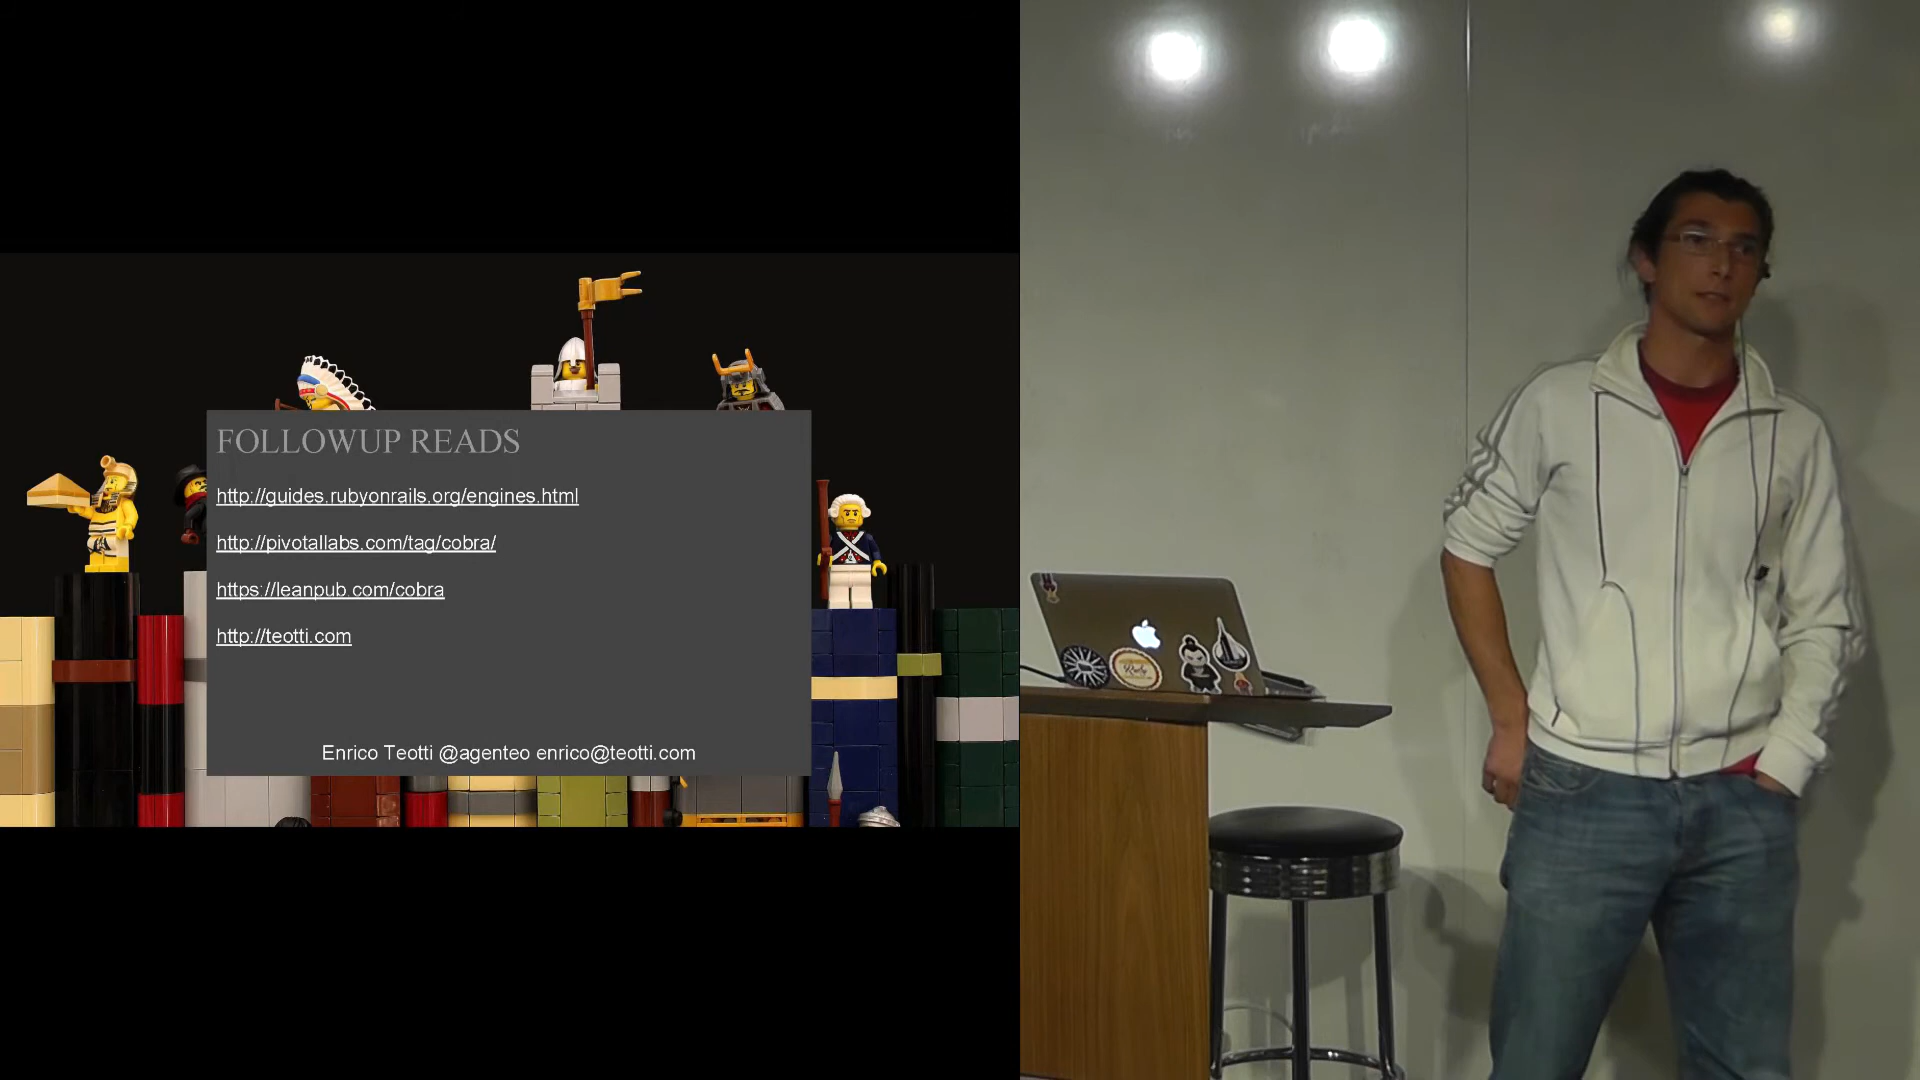 FOLLOWUP READS
http://guides.rubyonrails.org/engines.html
http://pivotallabs.com/tag/cobra/
https://leanpub.com/cobra
http://teotti.com
Enrico Teotti @agenteo enrico@teotti.com
Ruby